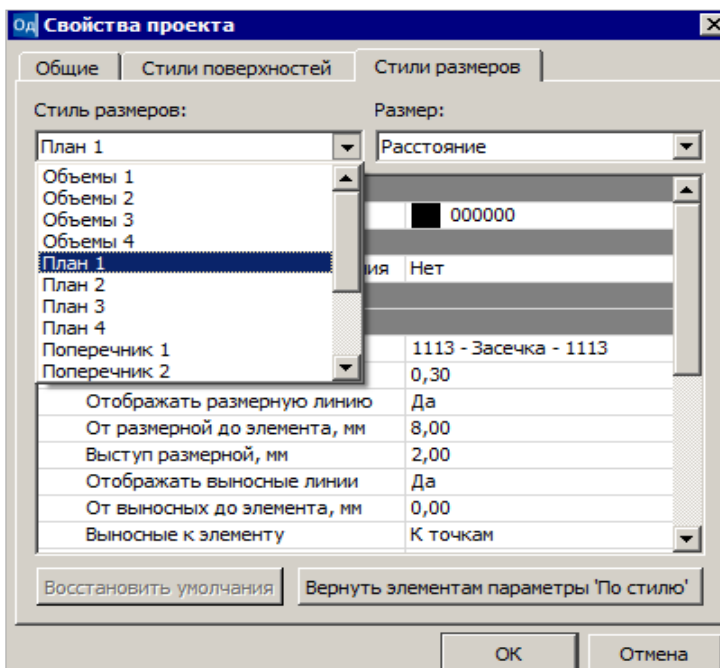 Од Свойства проекта
Общие Стили поверхностей Стили размеров
Стиль размеров: Размер:
План 1 Расстояние
Объемы 1
Объемы 2
Объемы 3
Объемы 4
План 1
План 2
План 3
План 4
Поперечник 1
Поперечник 2
000000
ия Нет
1113 - Засечка - 1113
0,30
Отображать размерную линию Да
От размерной до элемента, мм 8,00
Выступ размерной, мм 2,00
Отображать выносные линии Да
От выносных до элемента, мм 0,00
Выносные к элементу К точкам
Восстановить умолчания Вернуть элементам параметры 'По стилю'
ОК Отмена